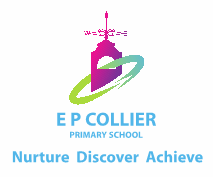 E P COLLIER
PRIMARY SCHOOL
Nurture Discover Achieve